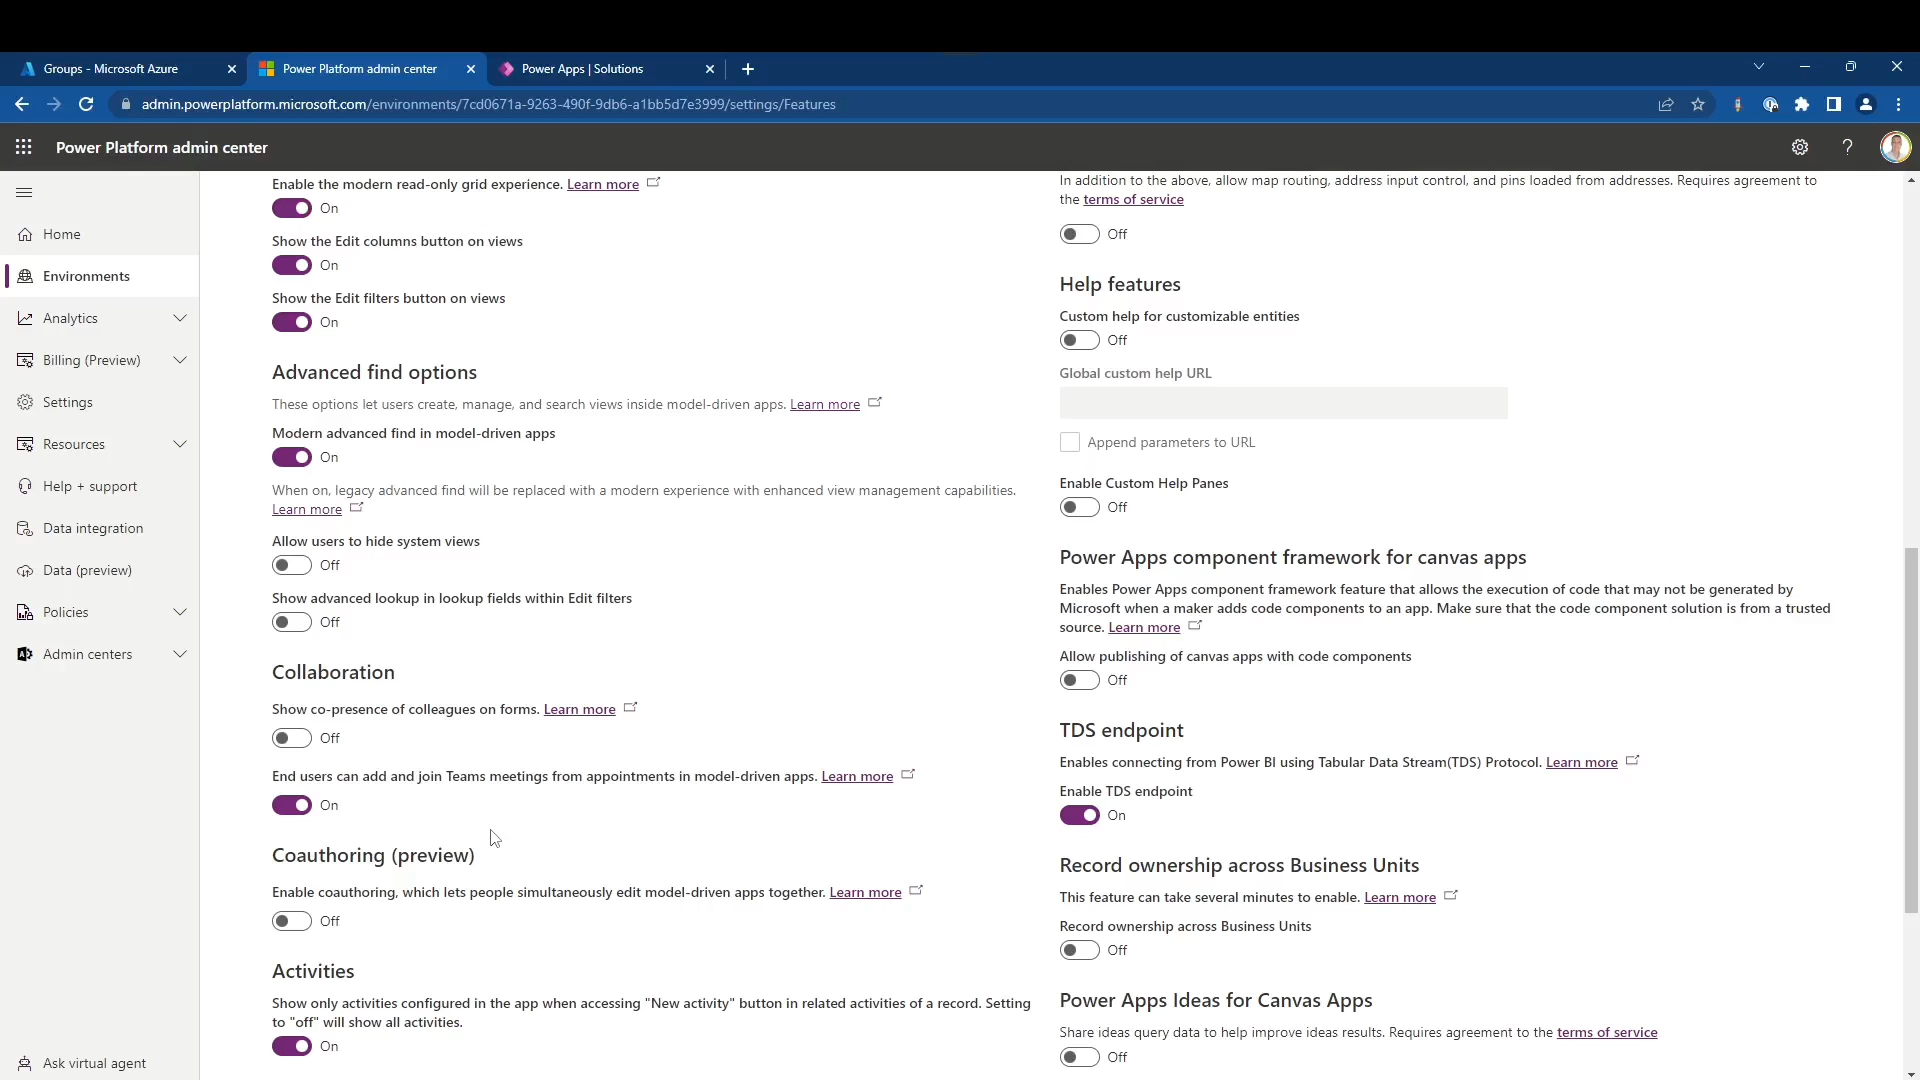 Groups - Microsoft Azure
Power Platform admin center
Power Apps | Solutions
admin.powerplatform.microsoft.com/environments/7cd0671a-9263-490f-9db6-a1bb5d7e3999/settings/Features
Power Platform admin center
Home
Environments
Analytics
Billing (Preview)
Settings
Resources
Help + support
Data integration
Data (preview)
Policies
Admin centers
Ask virtual agent
Enable the modern read-only grid experience. Learn more
On
Show the Edit columns button on views
On
Show the Edit filters button on views
On
Advanced find options
These options let users create, manage, and search views inside model-driven apps. Learn more
Modern advanced find in model-driven apps
On
When on, legacy advanced find will be replaced with a modern experience with enhanced view management capabilities.
Learn more
Allow users to hide system views
Off
Show advanced lookup in lookup fields within Edit filters
Off
Collaboration
Show co-presence of colleagues on forms. Learn more
Off
End users can add and join Teams meetings from appointments in model-driven apps. Learn more
On
Coauthoring (preview)
Enable coauthoring, which lets people simultaneously edit model-driven apps together. Learn more
Off
Activities
Show only activities configured in the app when accessing "New activity" button in related activities of a record. Setting
to "off" will show all activities.
On
In addition to the above, allow map routing, address input control, and pins loaded from addresses. Requires agreement to
the terms of service
Off
Help features
Custom help for customizable entities
Off
Global custom help URL
Append parameters to URL
Enable Custom Help Panes
Off
Power Apps component framework for canvas apps
Enables Power Apps component framework feature that allows the execution of code that may not be generated by
Microsoft when a maker adds code components to an app. Make sure that the code component solution is from a trusted
source. Learn more
Allow publishing of canvas apps with code components
Off
TDS endpoint
Enables connecting from Power BI using Tabular Data Stream(TDS) Protocol. Learn more
Enable TDS endpoint
On
Record ownership across Business Units
This feature can take several minutes to enable. Learn more
Record ownership across Business Units
Off
Power Apps Ideas for Canvas Apps
Share ideas query data to help improve ideas results. Requires agreement to the terms of service
Off